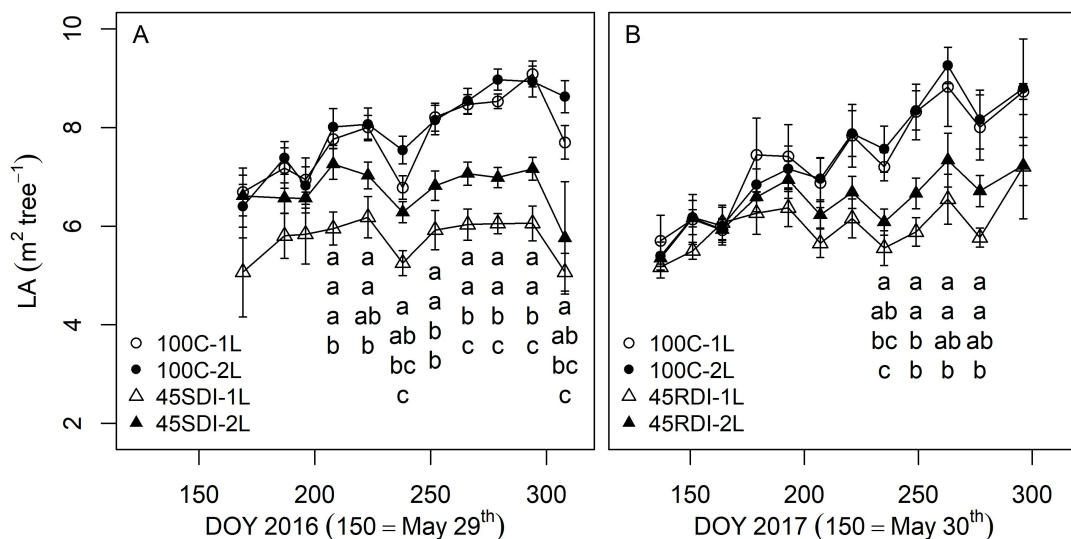 A
B
10
8
6
4
2
LA (m² tree⁻¹)
a a a a a
a
a a a a a
a a a
a ab b b b
ab b ab
b b c c c
bc b bc
c c
a a a a
ab a a a
bc b ab ab
c b b b
○ 100C-1L
● 100C-2L
△ 45SDI-1L
▲ 45SDI-2L
○ 100C-1L
● 100C-2L
△ 45RDI-1L
▲ 45RDI-2L
150 200 250 300
150 200 250 300
DOY 2016 (150 = May 29ᵗʰ)
DOY 2017 (150 = May 30ᵗʰ)